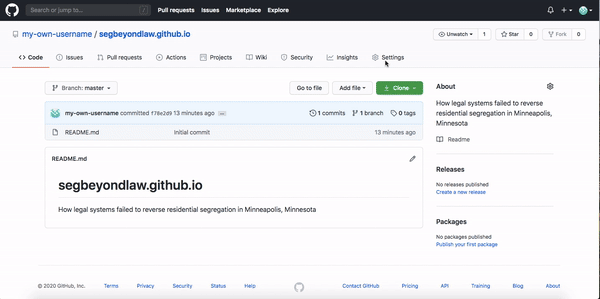 Search or jump to...
/
Pull requests
Issues
Marketplace
Explore
my-own-username / segbeyondlaw.github.io
Unwatch
1
Star
0
Fork
0
Code
Issues
Pull requests
Actions
Projects
Wiki
Security
Insights
Settings
Branch: master
Go to file
Add file
Clone
About
my-own-username committed f78e2d9 13 minutes ago
1 commits
1 branch
0 tags
How legal systems failed to reverse
residential segregation in Minneapolis,
Minnesota
README.md
Initial commit
13 minutes ago
Readme
README.md
Releases
segbeyondlaw.github.io
No releases published
Create a new release
How legal systems failed to reverse residential segregation in Minneapolis, Minnesota
Packages
No packages published
Publish your first package
© 2020 GitHub, Inc.
Terms
Privacy
Security
Status
Help
Contact GitHub
Pricing
API
Training
Blog
About